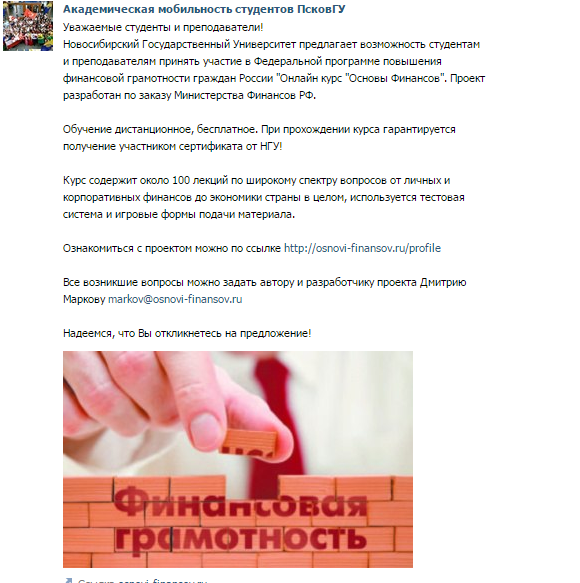 Академическая мобильность студентов ПсковГУ
Уважаемые студенты и преподаватели!
Новосибирский Государственный Университет предлагает возможность студентам
и преподавателям принять участие в Федеральной программе повышения
финансовой грамотности граждан России "Онлайн курс "Основы Финансов". Проект
разработан по заказу Министерства Финансов РФ.
Обучение дистанционное, бесплатное. При прохождении курса гарантируется
получение участником сертификата от НГУ!
Курс содержит около 100 лекций по широкому спектру вопросов от личных и
корпоративных финансов до экономики страны в целом, используется тестовая
система и игровые формы подачи материала.
Ознакомиться с проектом можно по ссылке http://osnovi-finansov.ru/profile
Все возникшие вопросы можно задать автору и разработчику проекта Дмитрию
Маркову markov@osnovi-finansov.ru
Надеемся, что Вы откликнетесь на предложение!
Финансовая
грамотность
Ссылка osnovi-finansov.ru